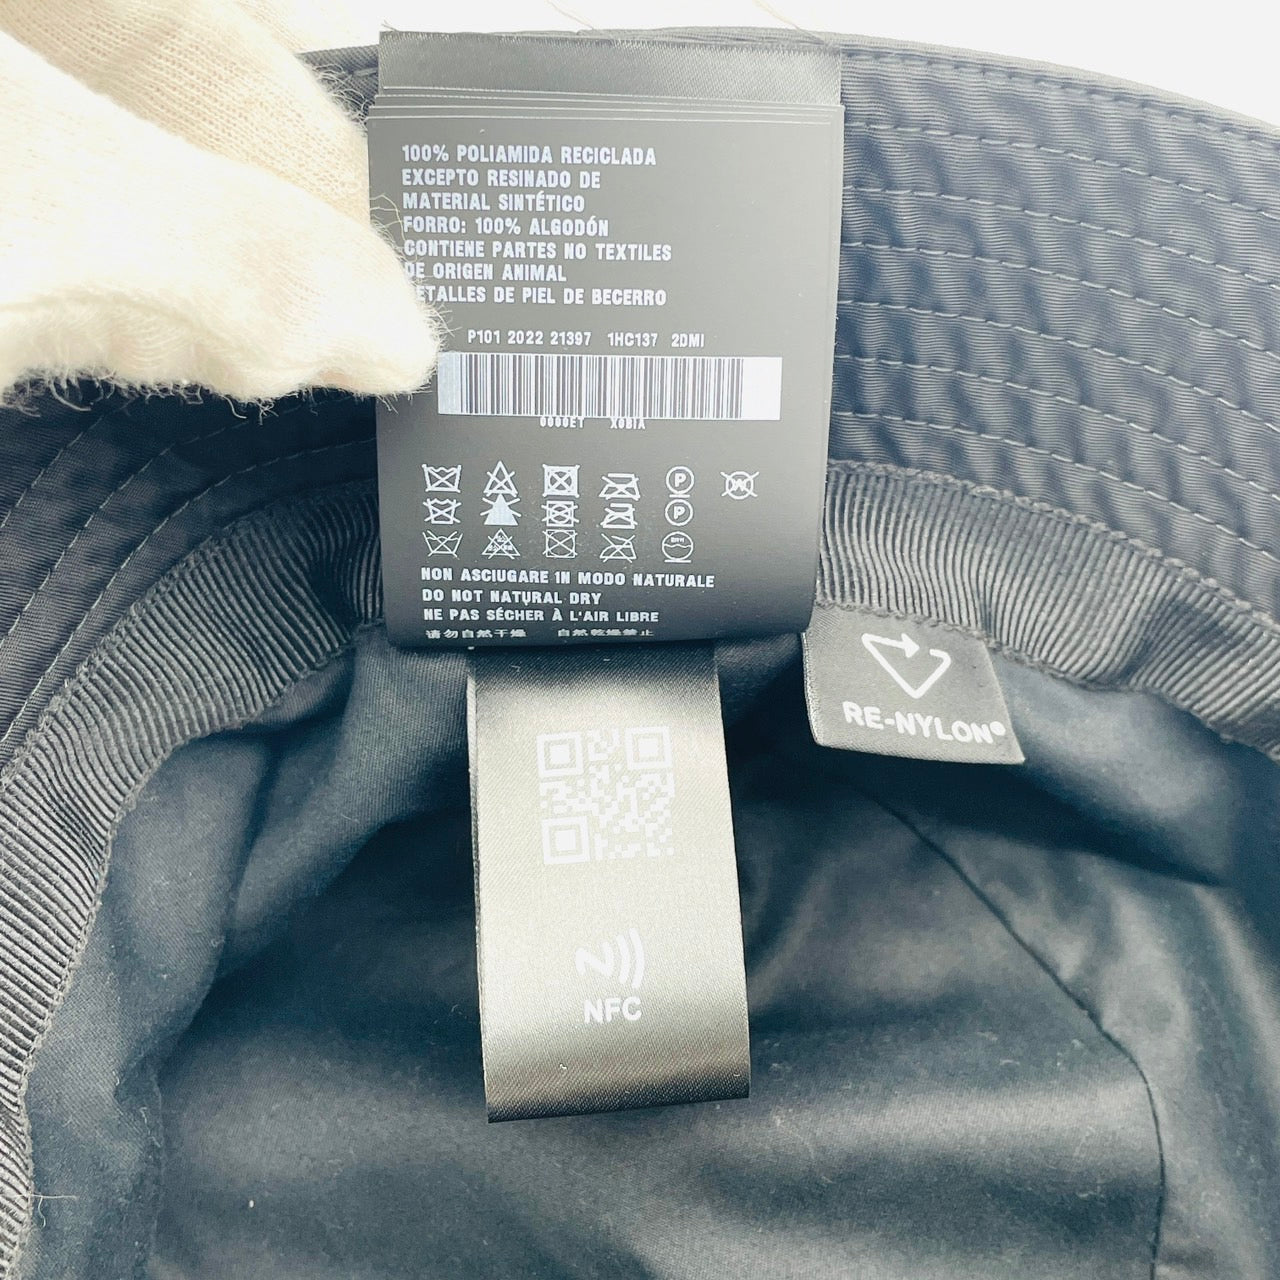 100% POLIAMIDA RECICLADA
EXCEPTO RESINADO DE
MATERIAL SINTÉTICO
FORRO: 100% ALGODÓN
CONTIENE PARTES NO TEXTILES
DE ORIGEN ANIMAL
DETALLES DE PIEL DE BECERRO
P101 2022 21397 1HC137 2DMI
P
W
P
NON ASCIUGARE IN MODO NATURALE
DO NOT NATURAL DRY
NE PAS SÉCHER À L'AIR LIBRE
请勿自然干燥 自然乾燥禁止
RE-NYLON®
NFC